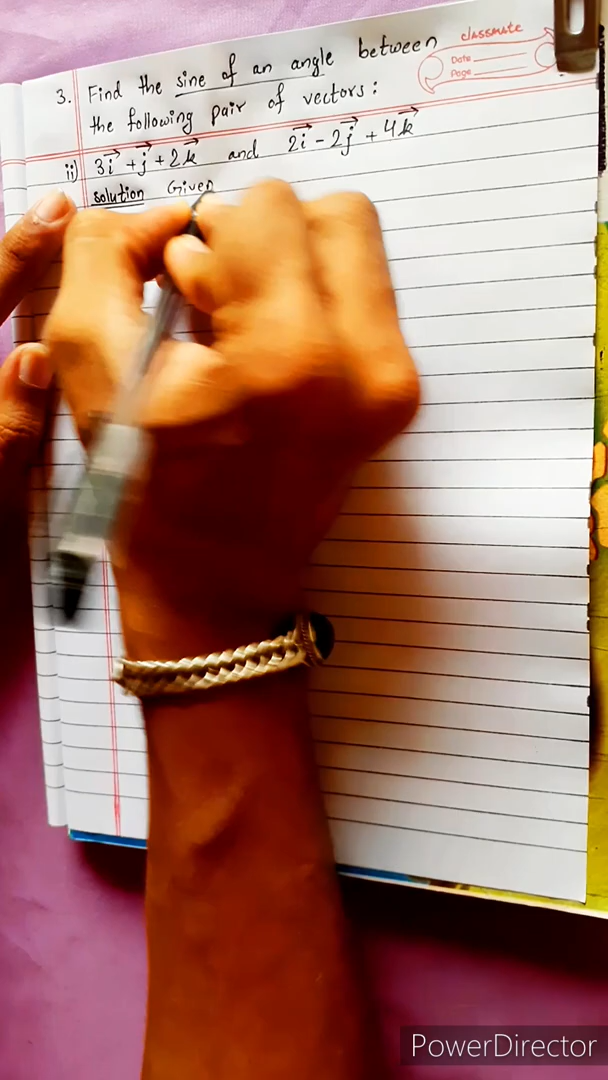 classmate
Date
Page
3. Find the sine of an angle between
the following pair of vectors:
ii) 3i⃗ + j⃗ + 2k⃗ and 2i⃗ - 2j⃗ + 4k⃗
solution Given
PowerDirector